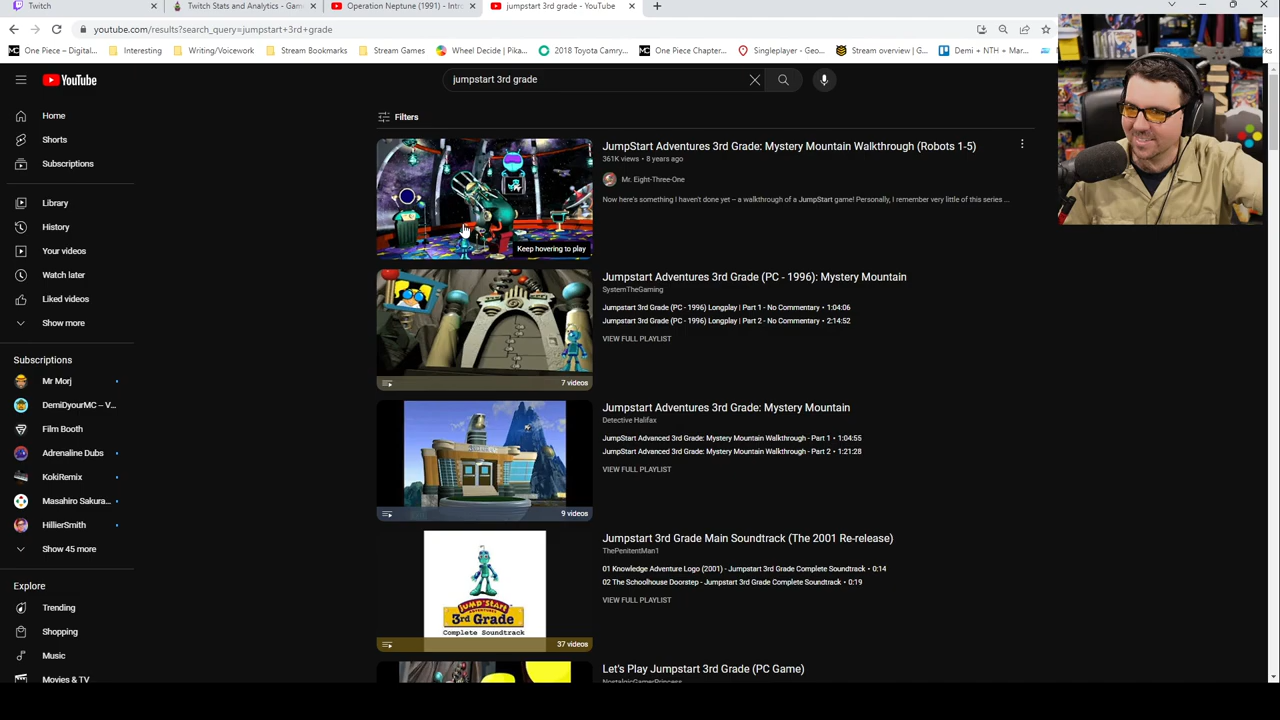 Twitch
Twitch Stats and Analytics - Gam
Operation Neptune (1991) - Intro
jumpstart 3rd grade - YouTube
youtube.com/results?search_query=jumpstart+3rd+grade
One Piece – Digital...
Interesting
Writing/Voicework
Stream Bookmarks
Stream Games
Wheel Decide | Pika...
2018 Toyota Camry...
One Piece Chapter...
Singleplayer - Geo...
Stream overview | G...
Demi + NTH + Mar...
YouTube
jumpstart 3rd grade
Home
Shorts
Subscriptions
Library
History
Your videos
Watch later
Liked videos
Show more
Subscriptions
Mr Morj
DemiDyourMC -- V...
Film Booth
Adrenaline Dubs
KokiRemix
Masahiro Sakura...
HillierSmith
Show 45 more
Explore
Trending
Shopping
Music
Movies & TV
Filters
Keep hovering to play
JumpStart Adventures 3rd Grade: Mystery Mountain Walkthrough (Robots 1-5)
361K views • 8 years ago
Mr. Eight-Three-One
Now here's something I haven't done yet -- a walkthrough of a JumpStart game! Personally, I remember very little of this series ...
7 videos
Jumpstart Adventures 3rd Grade (PC - 1996): Mystery Mountain
SystemTheGaming
Jumpstart 3rd Grade (PC - 1996) Longplay | Part 1 - No Commentary • 1:04:06
Jumpstart 3rd Grade (PC - 1996) Longplay | Part 2 - No Commentary • 2:14:52
VIEW FULL PLAYLIST
9 videos
Jumpstart Adventures 3rd Grade: Mystery Mountain
Detective Halifax
JumpStart Advanced 3rd Grade: Mystery Mountain Walkthrough - Part 1 • 1:04:55
JumpStart Advanced 3rd Grade: Mystery Mountain Walkthrough - Part 2 • 1:21:28
VIEW FULL PLAYLIST
JumpStart
ADVENTURES
3rd GRADE
Complete Soundtrack
37 videos
Jumpstart 3rd Grade Main Soundtrack (The 2001 Re-release)
ThePenitentMan1
01 Knowledge Adventure Logo (2001) - Jumpstart 3rd Grade Complete Soundtrack • 0:14
02 The Schoolhouse Doorstep - Jumpstart 3rd Grade Complete Soundtrack • 0:19
VIEW FULL PLAYLIST
Let's Play Jumpstart 3rd Grade (PC Game)
NostalgicGamerPrincess